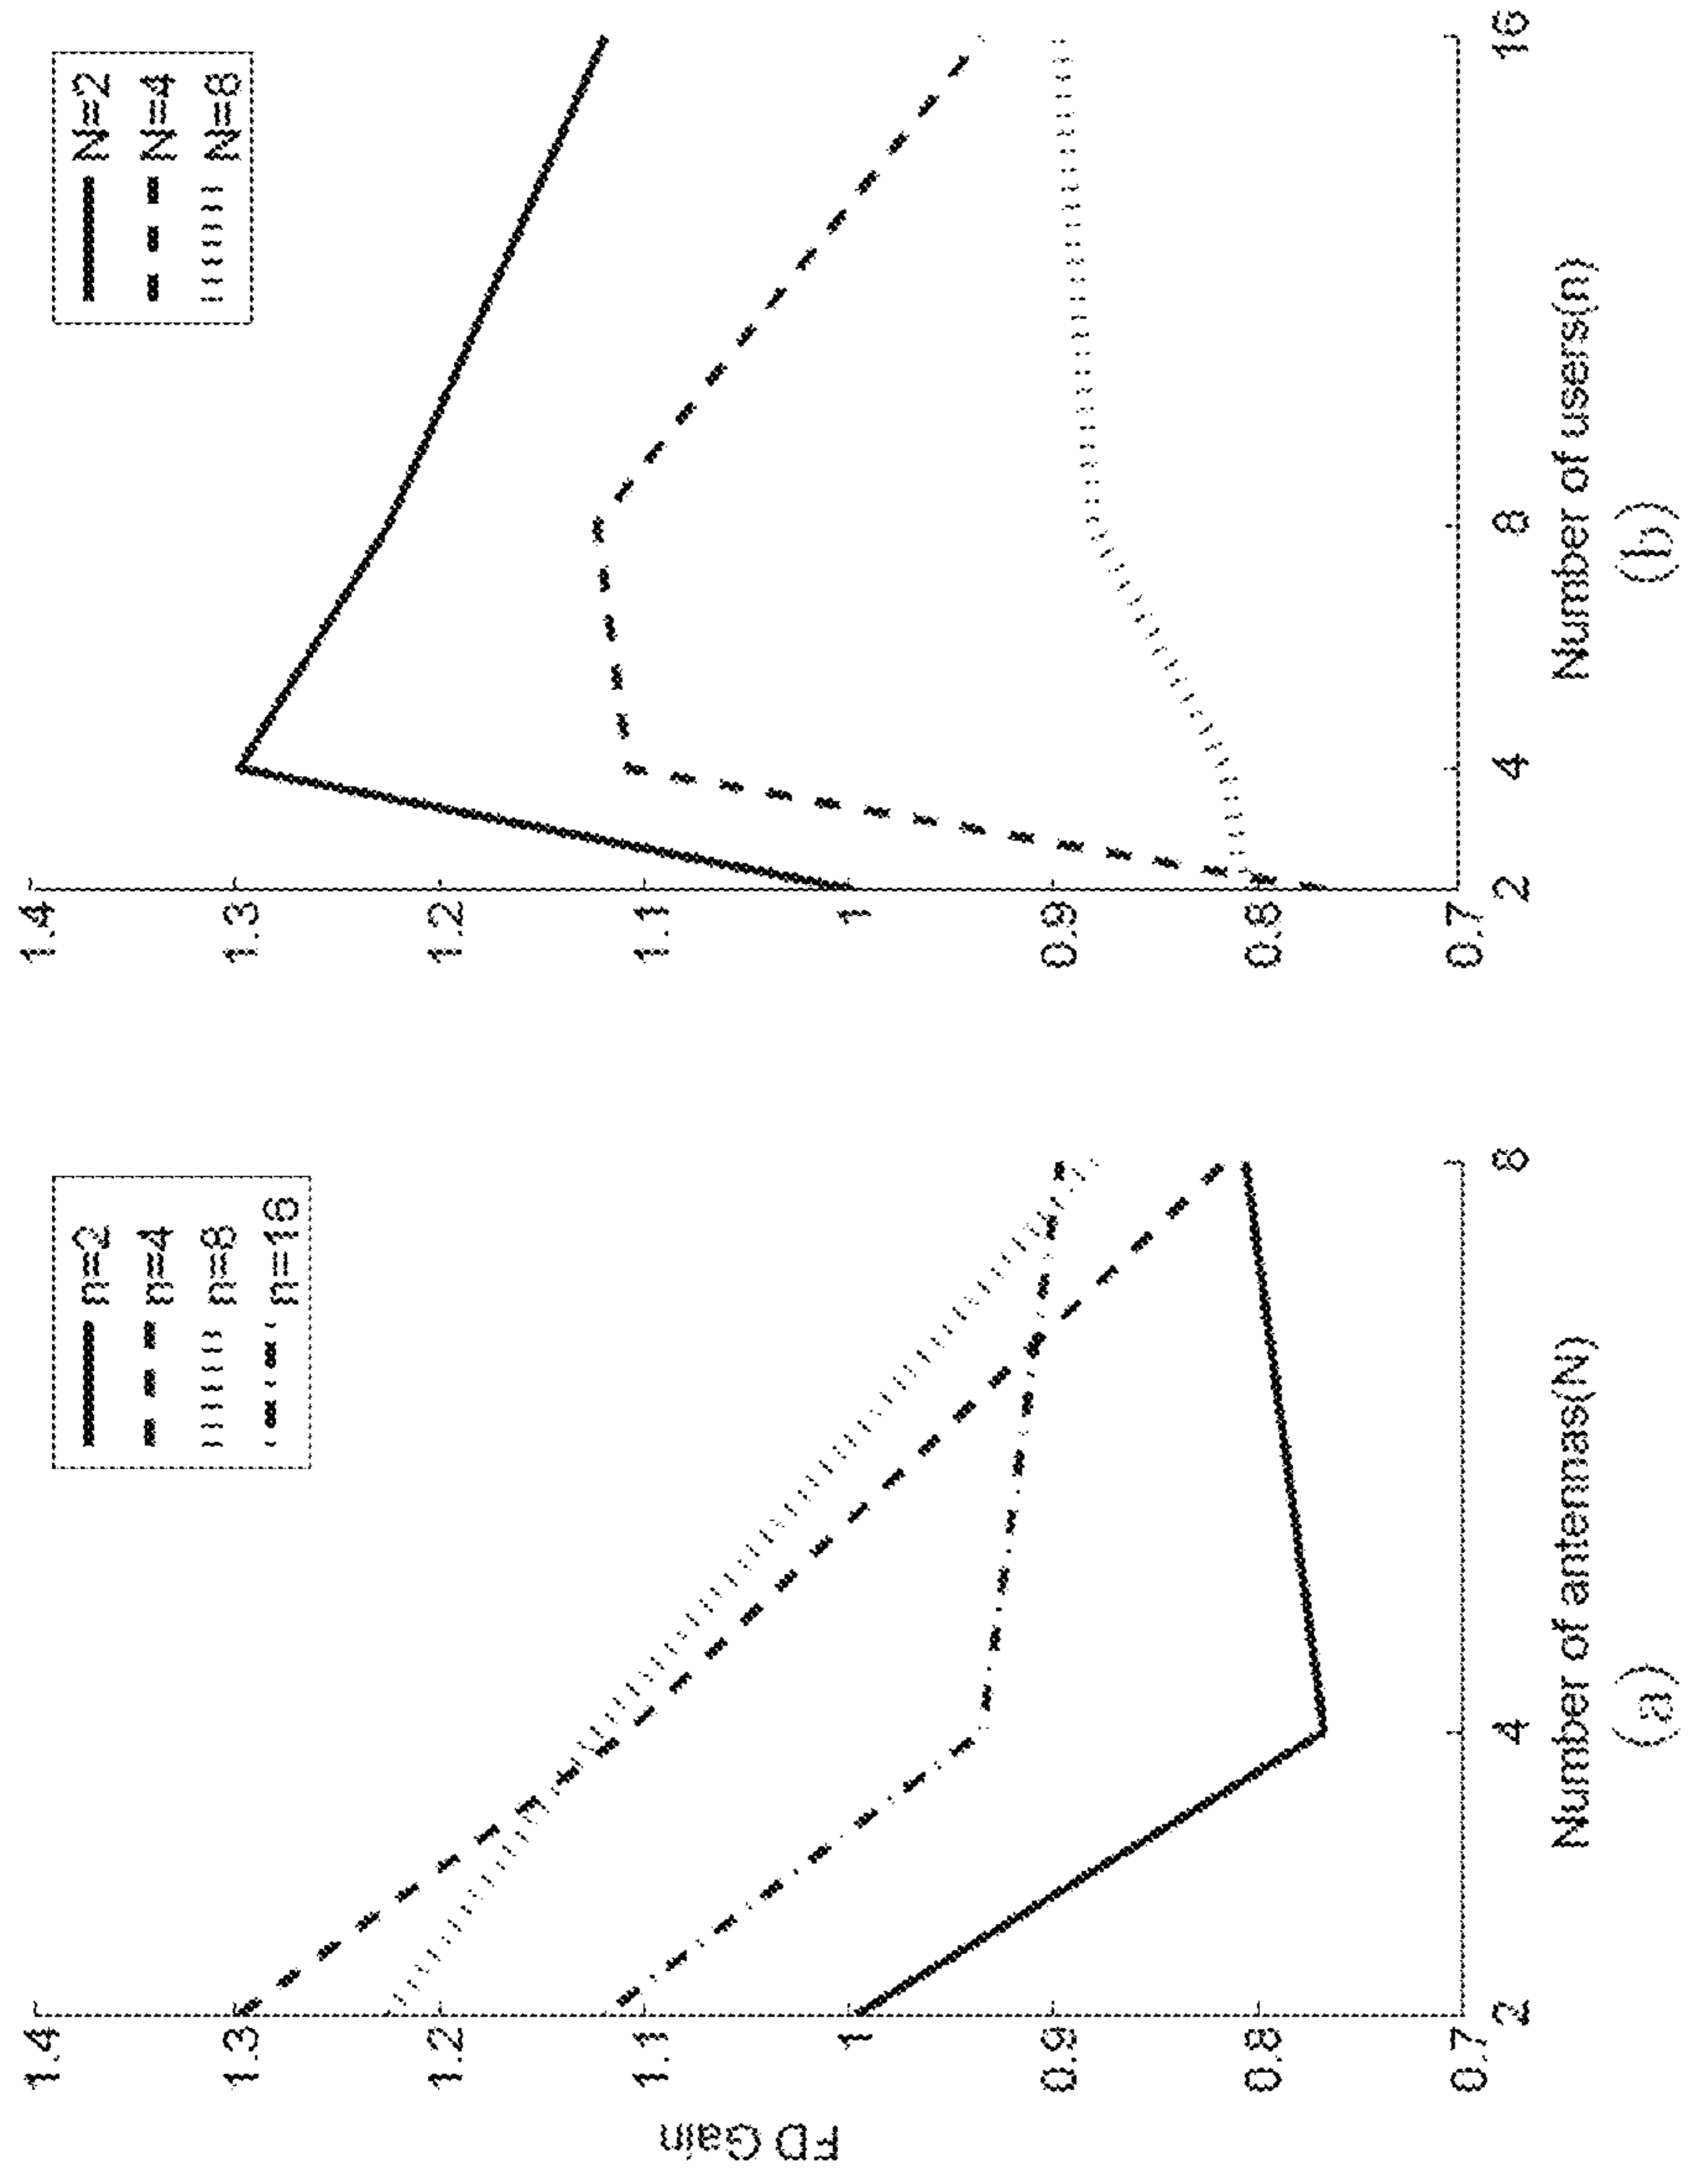 FD Gain
1.4
1.3
1.2
1.1
1
0.9
0.8
0.7
2
4
8
Number of antennas(N)
(a)
n=2
n=4
n=8
n=16
1.4
1.3
1.2
1.1
1
0.9
0.8
0.7
2
4
8
16
Number of users(n)
(b)
N=2
N=4
N=8